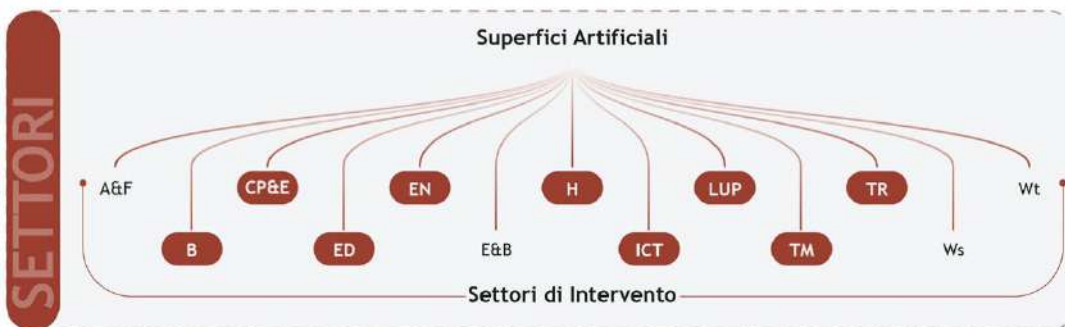 SETTORI
Superfici Artificiali
A&F
CP&E
EN
H
LUP
TR
Wt
B
ED
E&B
ICT
TM
Ws
Settori di Intervento